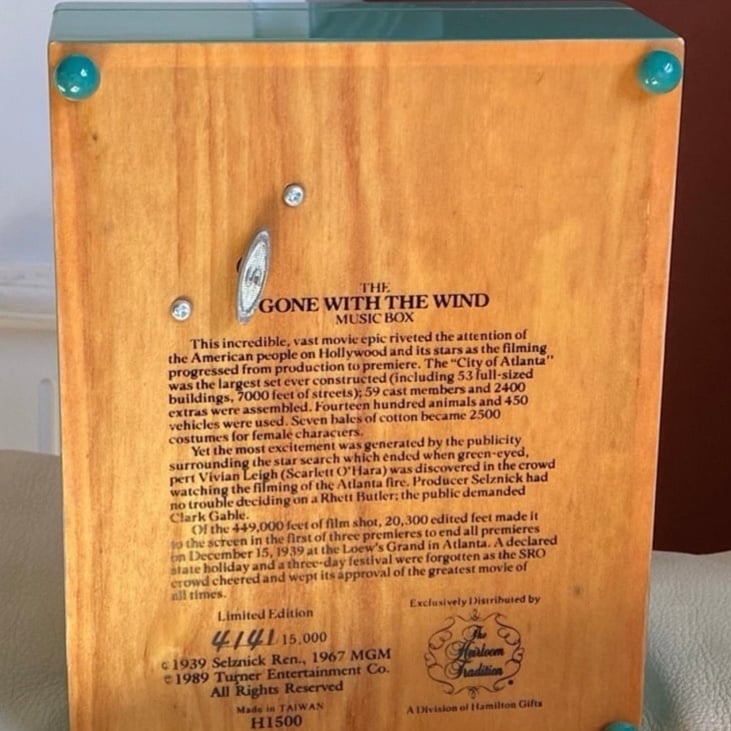 THE
GONE WITH THE WIND
MUSIC BOX
This incredible, vast movie epic riveted the attention of
the American people on Hollywood and its stars as the filming
progressed from production to premiere. The "City of Atlanta"
was the largest set ever constructed (including 53 full-sized
buildings, 7000 feet of streets); 59 cast members and 2400
extras were assembled. Fourteen hundred animals and 450
vehicles were used. Seven bales of cotton became 2500
costumes for female characters.
Yet the most excitement was generated by the publicity
surrounding the star search which ended when green-eyed,
pert Vivian Leigh (Scarlett O'Hara) was discovered in the crowd
watching the filming of the Atlanta fire. Producer Selznick had
no trouble deciding on a Rhett Butler; the public demanded
Clark Gable.
Of the 449,000 feet of film shot, 20,300 edited feet made it
to the screen in the first of three premieres to end all premieres
on December 15, 1939 at the Loew's Grand in Atlanta. A declared
state holiday and a three-day festival were forgotten as the SRO
crowd cheered and wept its approval of the greatest movie of
all times.
Limited Edition
4141 15,000
© 1939 Selznick Ren., 1967 MGM
© 1989 Turner Entertainment Co.
All Rights Reserved
Made in TAIWAN
H1500
Exclusively Distributed by
The
Heirloom
Tradition
A Division of Hamilton Gifts